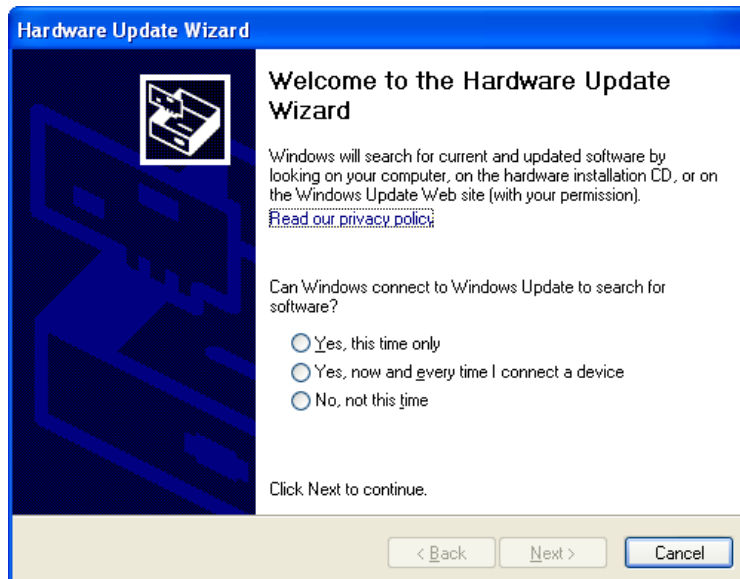 Hardware Update Wizard
Welcome to the Hardware Update
Wizard
Windows will search for current and updated software by
looking on your computer, on the hardware installation CD, or on
the Windows Update Web site (with your permission).
Read our privacy policy
Can Windows connect to Windows Update to search for
software?
Yes, this time only
Yes, now and every time I connect a device
No, not this time
Click Next to continue.
< Back
Next >
Cancel